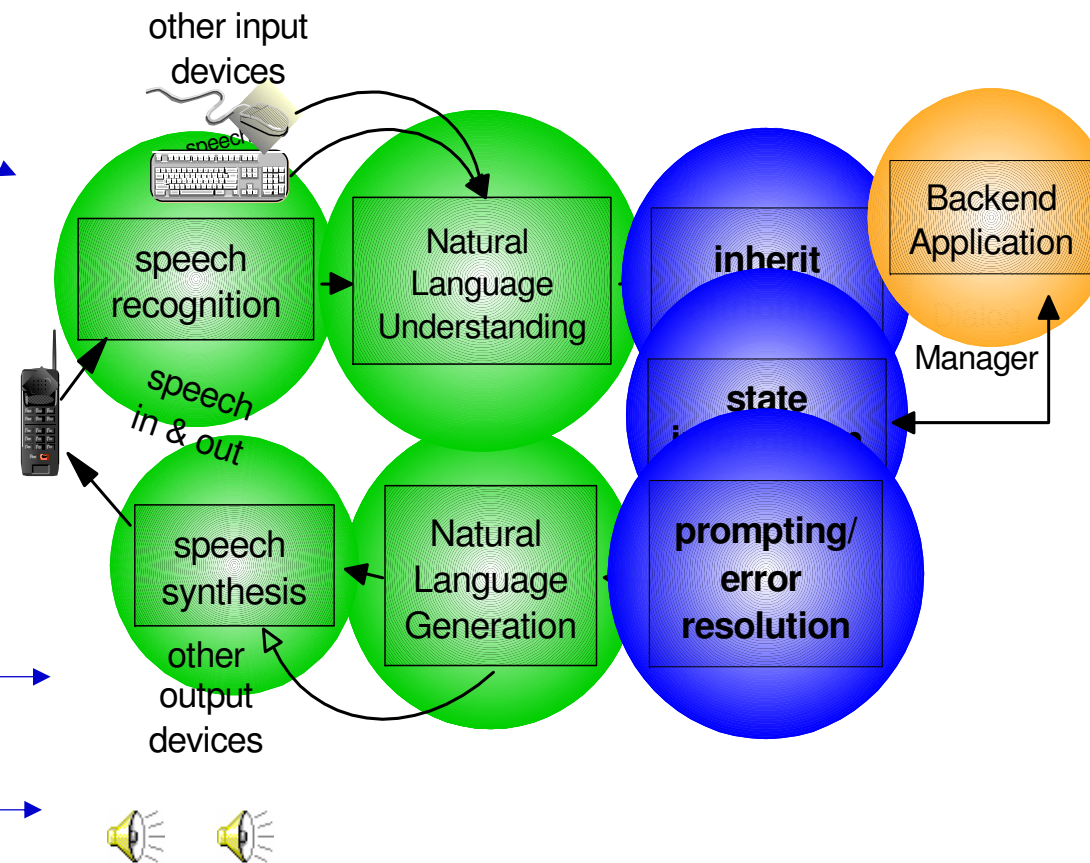 other input
devices
speech
speech
recognition
Natural
Language
Understanding
inherit
Backend
Application
Manager
state
speech
in & out
speech
synthesis
Natural
Language
Generation
prompting/
error
resolution
other
output
devices